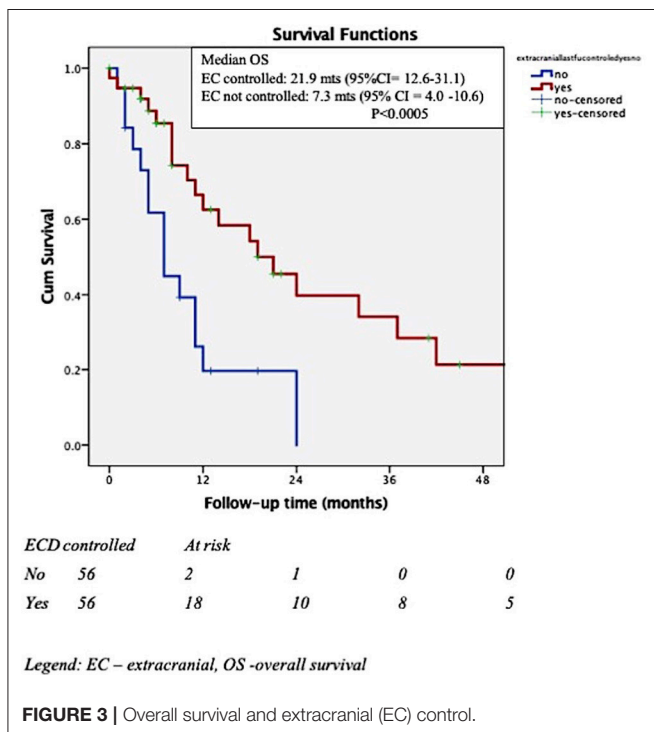 Survival Functions
Median OS
EC controlled: 21.9 mts (95%CI= 12.6-31.1)
EC not controlled: 7.3 mts (95% CI = 4.0 -10.6)
P<0.0005
extracraniallastfucontroledyesno
no
yes
no-censored
yes-censored
1.0
0.8
0.6
0.4
0.2
0.0
Cum Survival
0 12 24 36 48
Follow-up time (months)
ECD controlled At risk
No 56 2 1 0 0
Yes 56 18 10 8 5
Legend: EC – extracranial, OS -overall survival
FIGURE 3 | Overall survival and extracranial (EC) control.